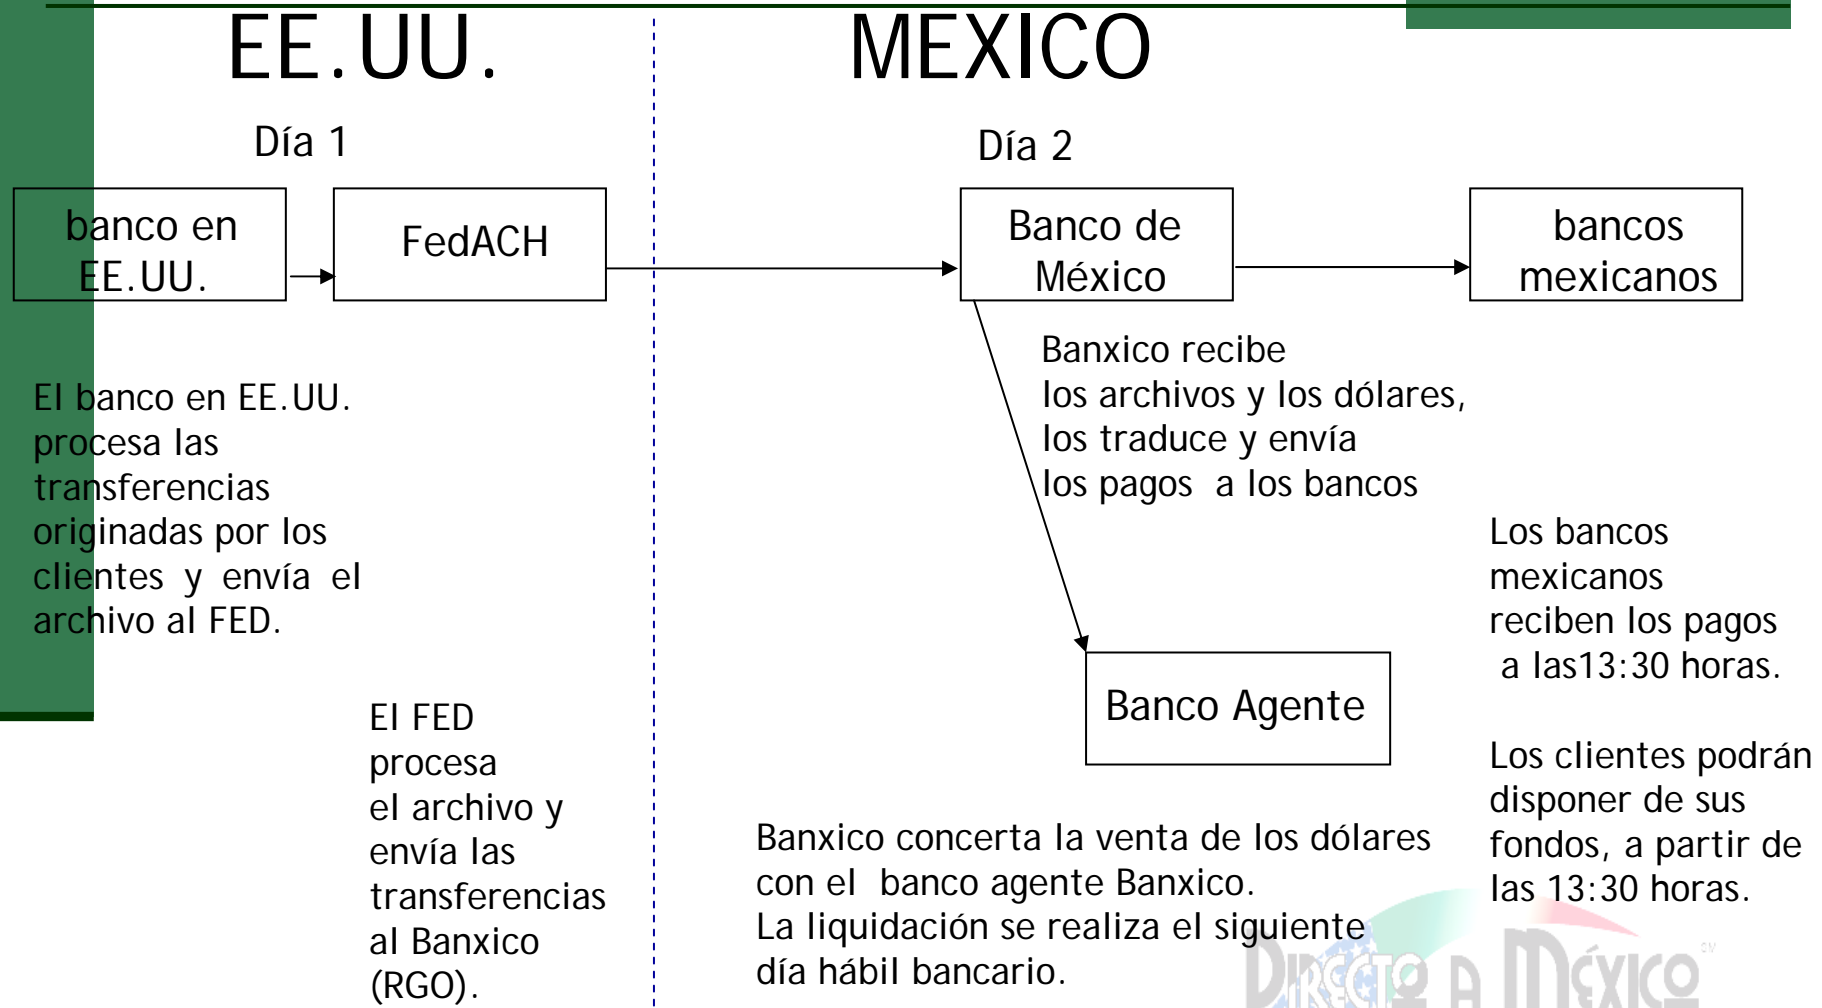 EE.UU.
MEXICO
Día 1
Día 2
banco en
EE.UU.
FedACH
Banco de
México
bancos
mexicanos
El banco en EE.UU.
procesa las
transferencias
originadas por los
clientes y envía el
archivo al FED.
El FED
procesa
el archivo y
envía las
transferencias
al Banxico
(RGO).
Banxico recibe
los archivos y los dólares,
los traduce y envía
los pagos a los bancos
Banco Agente
Banxico concerta la venta de los dólares
con el banco agente Banxico.
La liquidación se realiza el siguiente
día hábil bancario.
Los bancos
mexicanos
reciben los pagos
a las13:30 horas.
Los clientes podrán
disponer de sus
fondos, a partir de
las 13:30 horas.
DIRECTO A MÉXICO